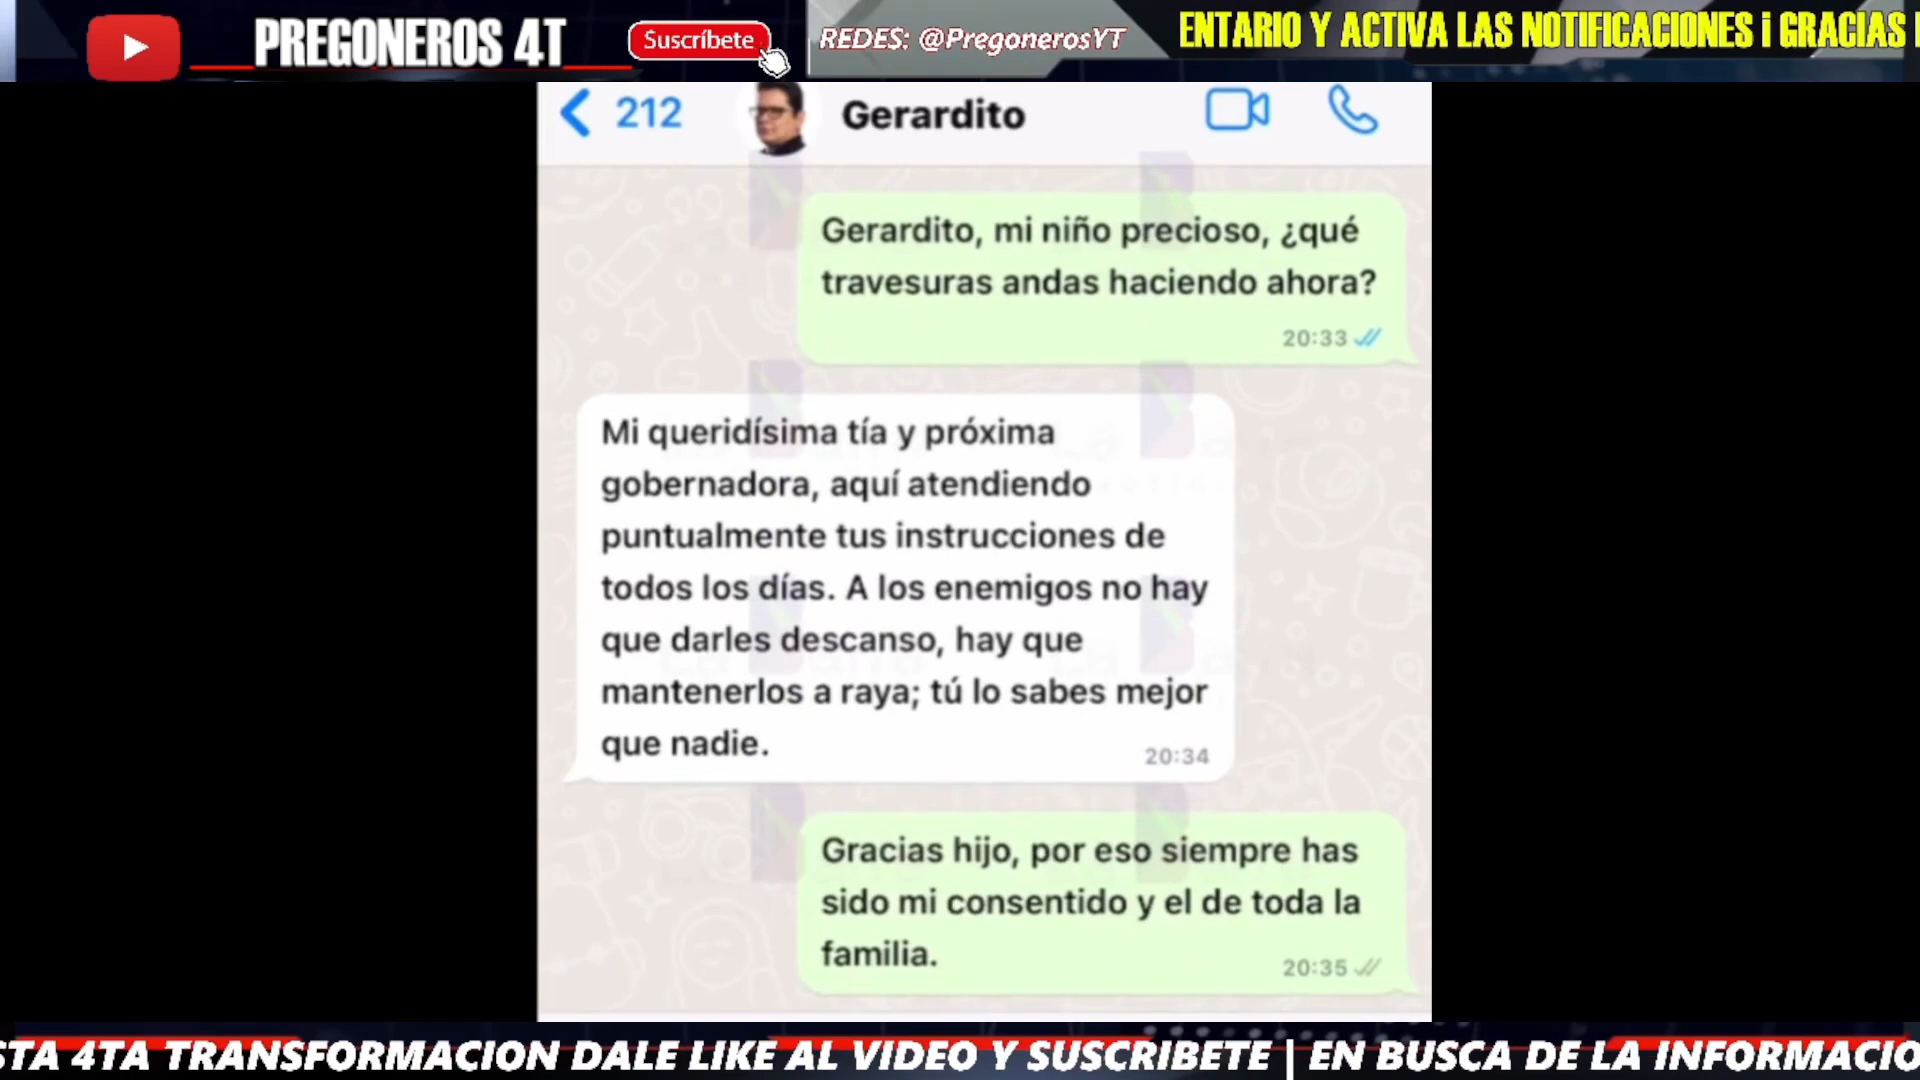 PREGONEROS 4T
Suscríbete
REDES: @PregonerosYT
ENTARIO Y ACTIVA LAS NOTIFICACIONES ¡ GRACIAS
212
Gerardito
Gerardito, mi niño precioso, ¿qué
travesuras andas haciendo ahora?
20:33
Mi queridísima tía y próxima
gobernadora, aquí atendiendo
puntualmente tus instrucciones de
todos los días. A los enemigos no hay
que darles descanso, hay que
mantenerlos a raya; tú lo sabes mejor
que nadie.
20:34
Gracias hijo, por eso siempre has
sido mi consentido y el de toda la
familia.
20:35
STA 4TA TRANSFORMACION DALE LIKE AL VIDEO Y SUSCRIBETE | EN BUSCA DE LA INFORMACIO